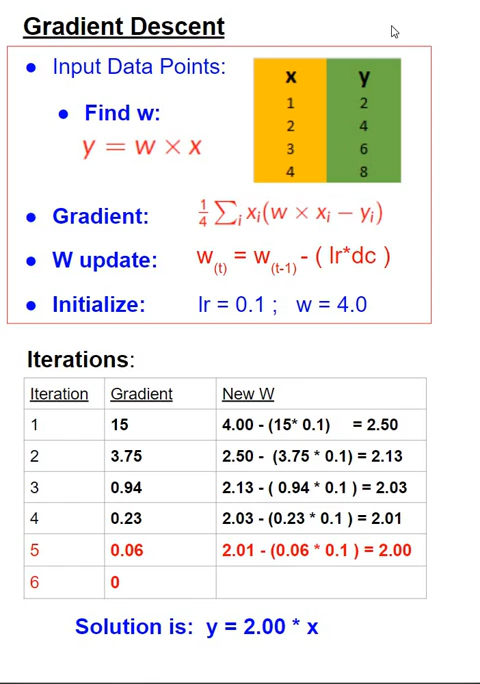 Gradient Descent
● Input Data Points:
x y
1 2
2 4
3 6
4 8
● Find w:
y = w × x
● Gradient: 1/4 ∑ᵢ xᵢ(w × xᵢ − yᵢ)
● W update: w(t) = w(t-1) - ( lr*dc )
● Initialize: lr = 0.1 ; w = 4.0
Iterations:
Iteration Gradient New W
1 15 4.00 - (15* 0.1) = 2.50
2 3.75 2.50 - (3.75 * 0.1) = 2.13
3 0.94 2.13 - ( 0.94 * 0.1 ) = 2.03
4 0.23 2.03 - (0.23 * 0.1 ) = 2.01
5 0.06 2.01 - (0.06 * 0.1 ) = 2.00
6 0
Solution is: y = 2.00 * x